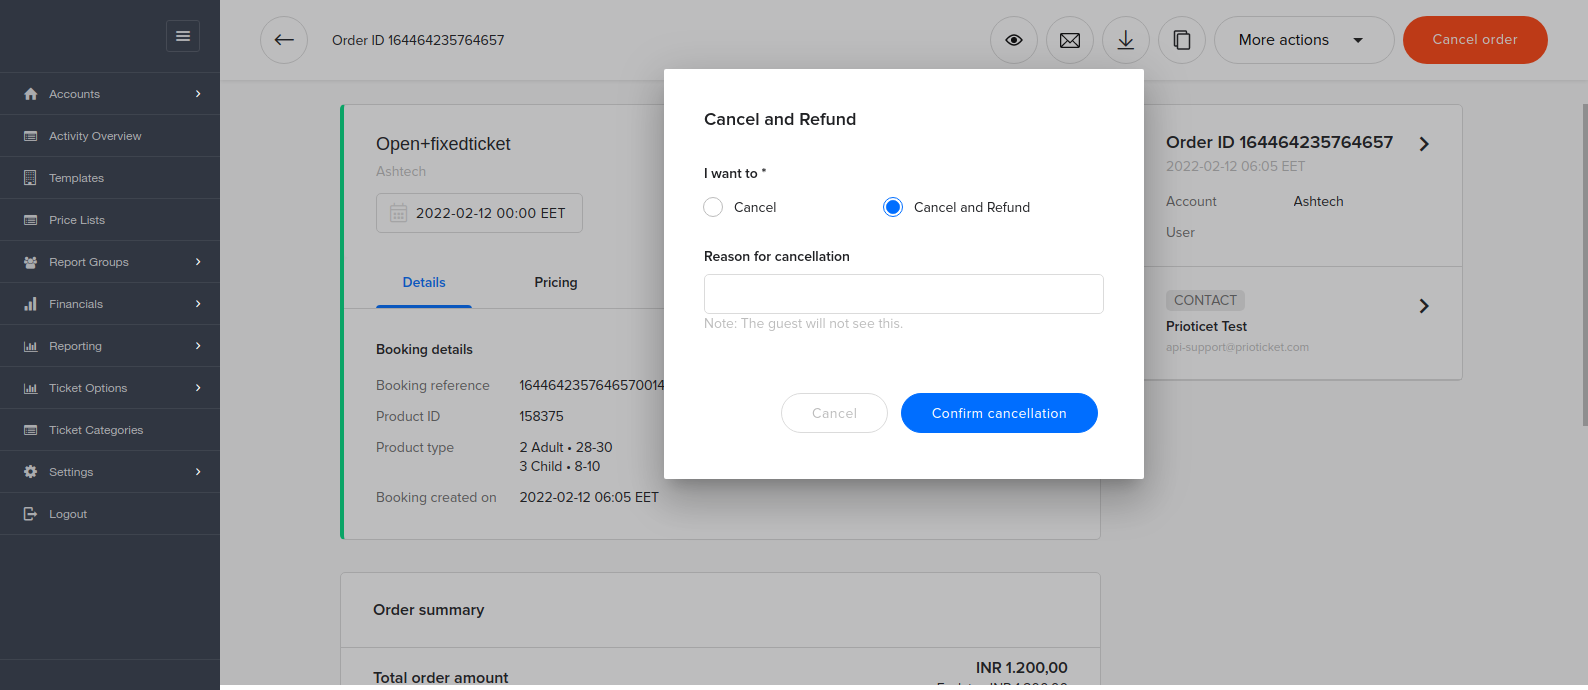 Order ID 164464235764657
More actions
Cancel order
Accounts
Activity Overview
Templates
Price Lists
Report Groups
Financials
Reporting
Ticket Options
Ticket Categories
Settings
Logout
Open+fixedticket
Ashtech
2022-02-12 00:00 EET
Details
Pricing
Booking details
Booking reference 1644642357646570014
Product ID 158375
Product type 2 Adult • 28-30
3 Child • 8-10
Booking created on 2022-02-12 06:05 EET
Order summary
Total order amount INR 1.200,00
Cancel and Refund
I want to *
Cancel
Cancel and Refund
Reason for cancellation
Note: The guest will not see this.
Cancel
Confirm cancellation
Order ID 164464235764657
2022-02-12 06:05 EET
Account Ashtech
User
CONTACT
Prioticet Test
api-support@prioticket.com